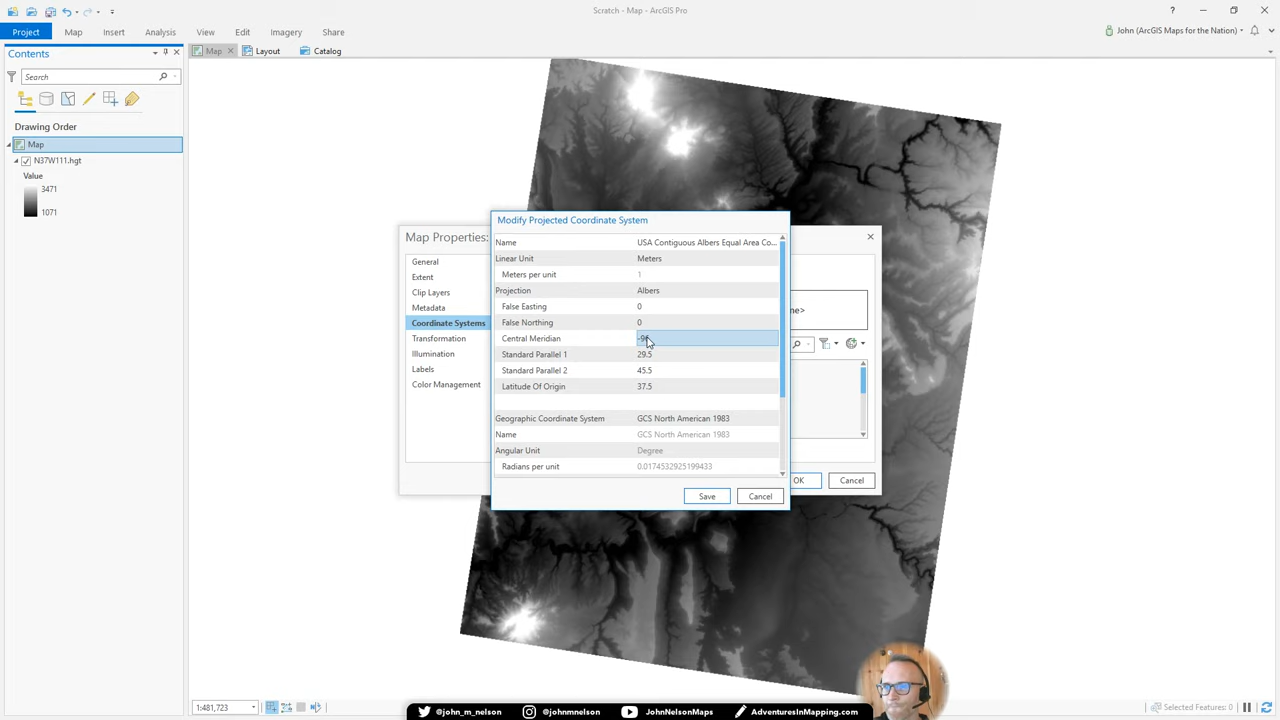 Scratch - Map - ArcGIS Pro
?
Project
Map
Insert
Analysis
View
Edit
Imagery
Share
John (ArcGIS Maps for the Nation)
Contents
Map
Layout
Catalog
Search
Drawing Order
Map
N37W111.hgt
Value
3471
1071
Map Properties:
General
Extent
Clip Layers
Metadata
Coordinate Systems
Transformation
Illumination
Labels
Color Management
ne>
OK
Cancel
Modify Projected Coordinate System
Name USA Contiguous Albers Equal Area Co...
Linear Unit Meters
Meters per unit 1
Projection Albers
False Easting 0
False Northing 0
Central Meridian
Standard Parallel 1 29.5
Standard Parallel 2 45.5
Latitude Of Origin 37.5
Geographic Coordinate System GCS North American 1983
Name GCS North American 1983
Angular Unit Degree
Radians per unit 0.0174532925199433
Save
Cancel
1:481,723
Selected Features: 0
@john_m_nelson
@johnmnelson
JohnNelsonMaps
AdventuresInMapping.com